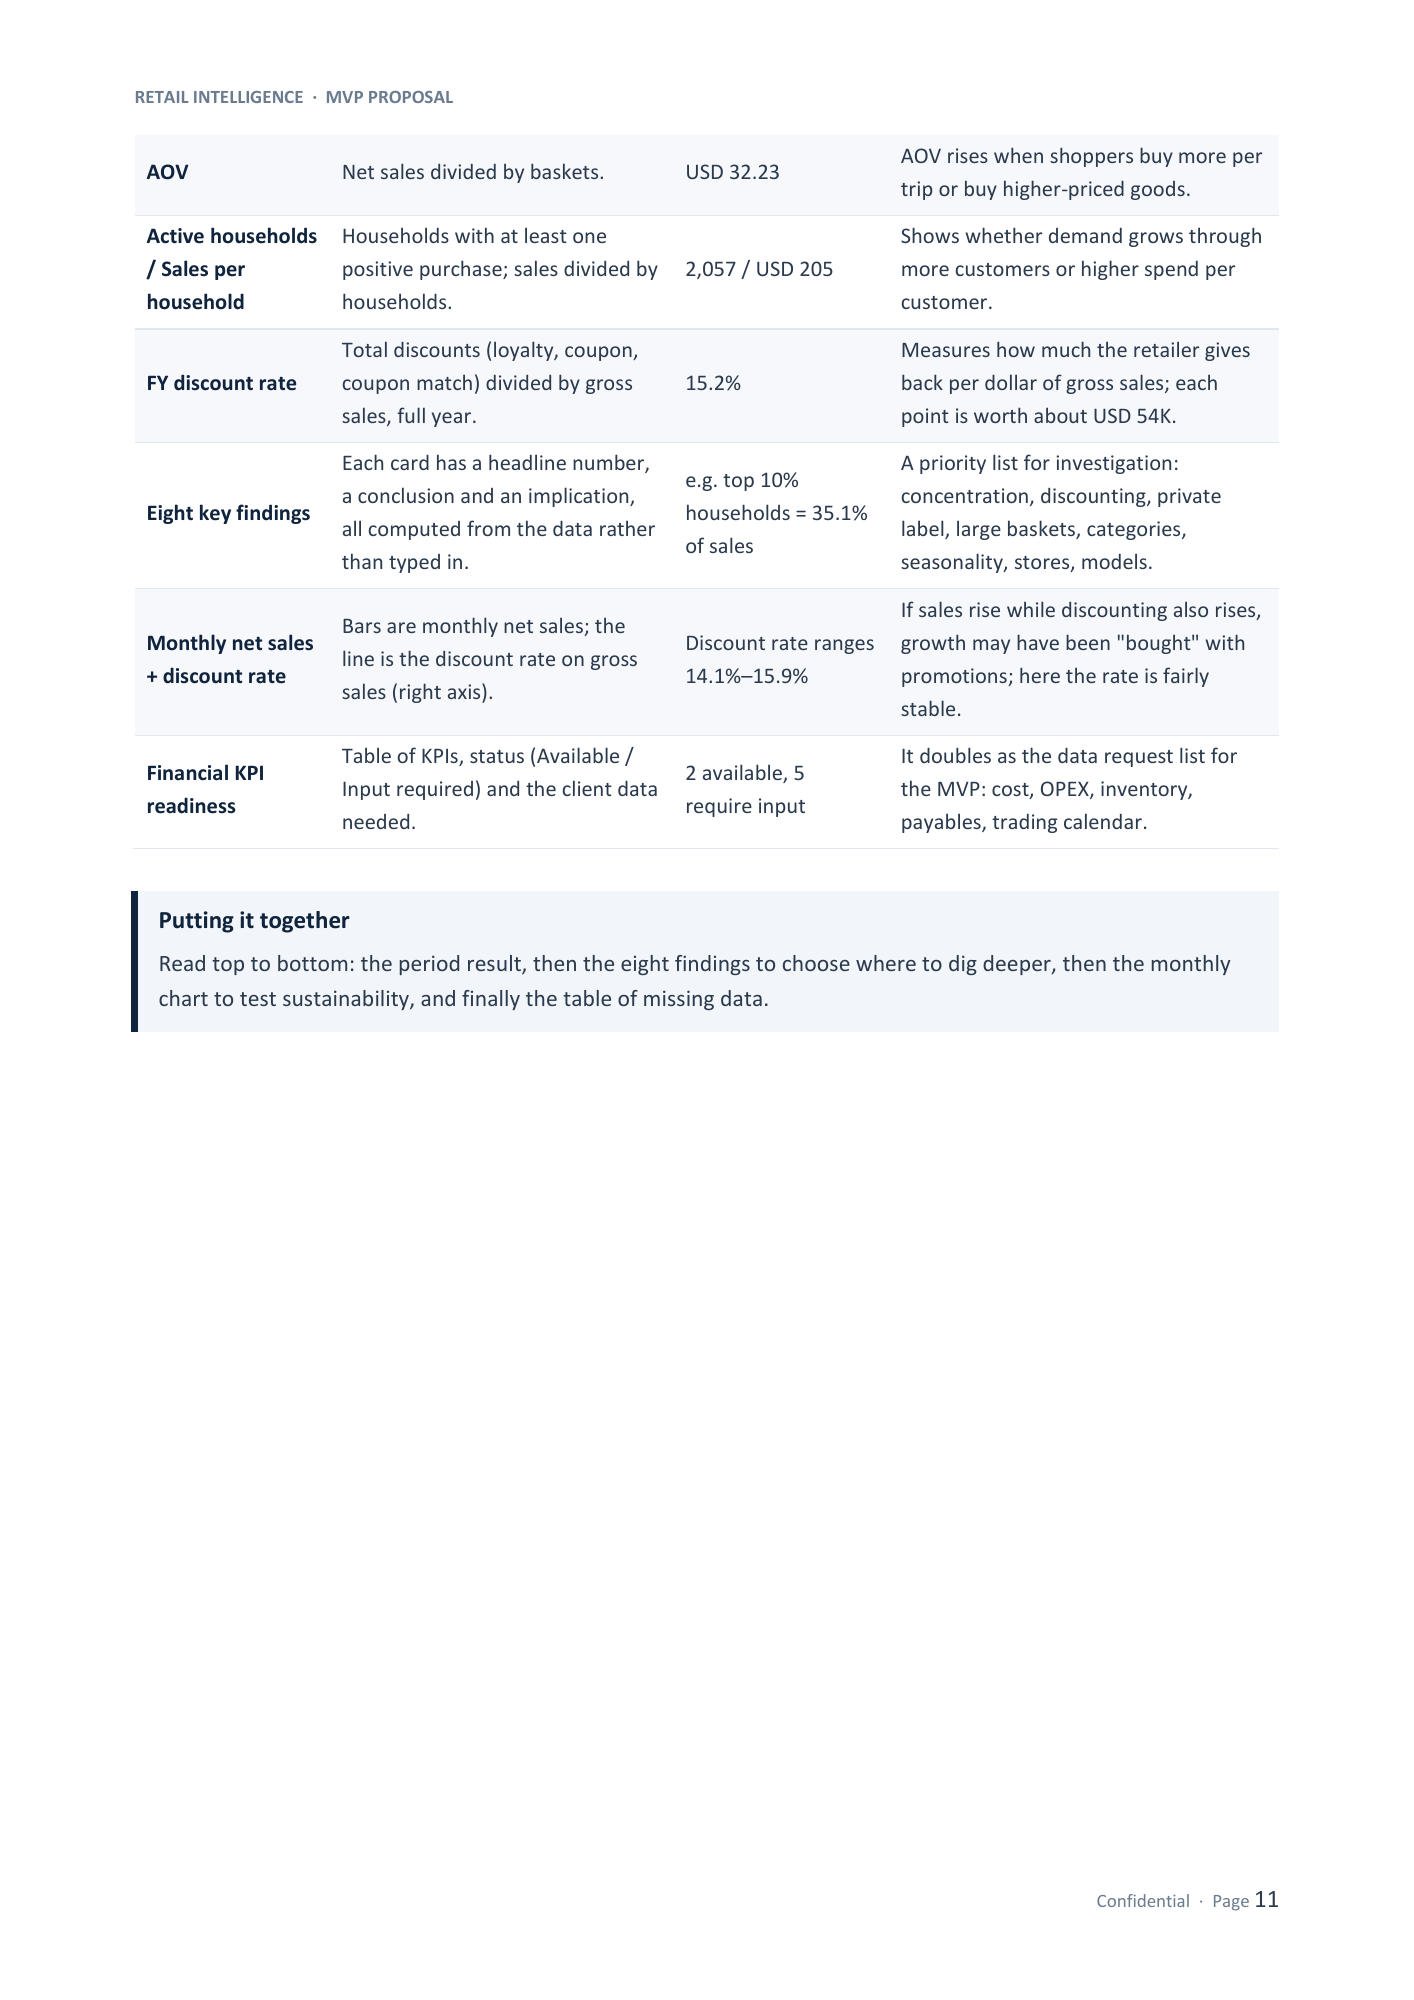 RETAIL INTELLIGENCE · MVP PROPOSAL
AOV
Net sales divided by baskets.
USD 32.23
AOV rises when shoppers buy more per
trip or buy higher-priced goods.
Active households
/ Sales per
household
Households with at least one
positive purchase; sales divided by
households.
2,057 / USD 205
Shows whether demand grows through
more customers or higher spend per
customer.
FY discount rate
Total discounts (loyalty, coupon,
coupon match) divided by gross
sales, full year.
15.2%
Measures how much the retailer gives
back per dollar of gross sales; each
point is worth about USD 54K.
Eight key findings
Each card has a headline number,
a conclusion and an implication,
all computed from the data rather
than typed in.
e.g. top 10%
households = 35.1%
of sales
A priority list for investigation:
concentration, discounting, private
label, large baskets, categories,
seasonality, stores, models.
Monthly net sales
+ discount rate
Bars are monthly net sales; the
line is the discount rate on gross
sales (right axis).
Discount rate ranges
14.1%–15.9%
If sales rise while discounting also rises,
growth may have been "bought" with
promotions; here the rate is fairly
stable.
Financial KPI
readiness
Table of KPIs, status (Available /
Input required) and the client data
needed.
2 available, 5
require input
It doubles as the data request list for
the MVP: cost, OPEX, inventory,
payables, trading calendar.
Putting it together
Read top to bottom: the period result, then the eight findings to choose where to dig deeper, then the monthly
chart to test sustainability, and finally the table of missing data.
Confidential · Page 11